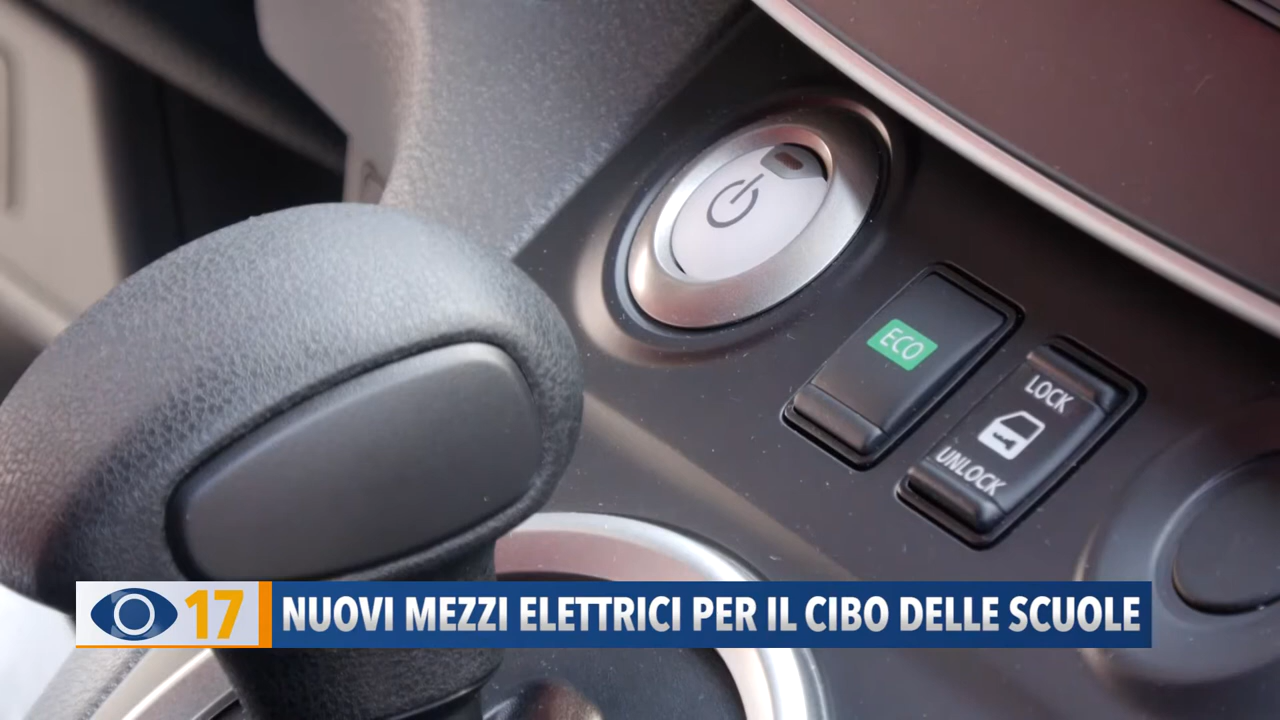 ECO
LOCK
UNLOCK
17
NUOVI MEZZI ELETTRICI PER IL CIBO DELLE SCUOLE